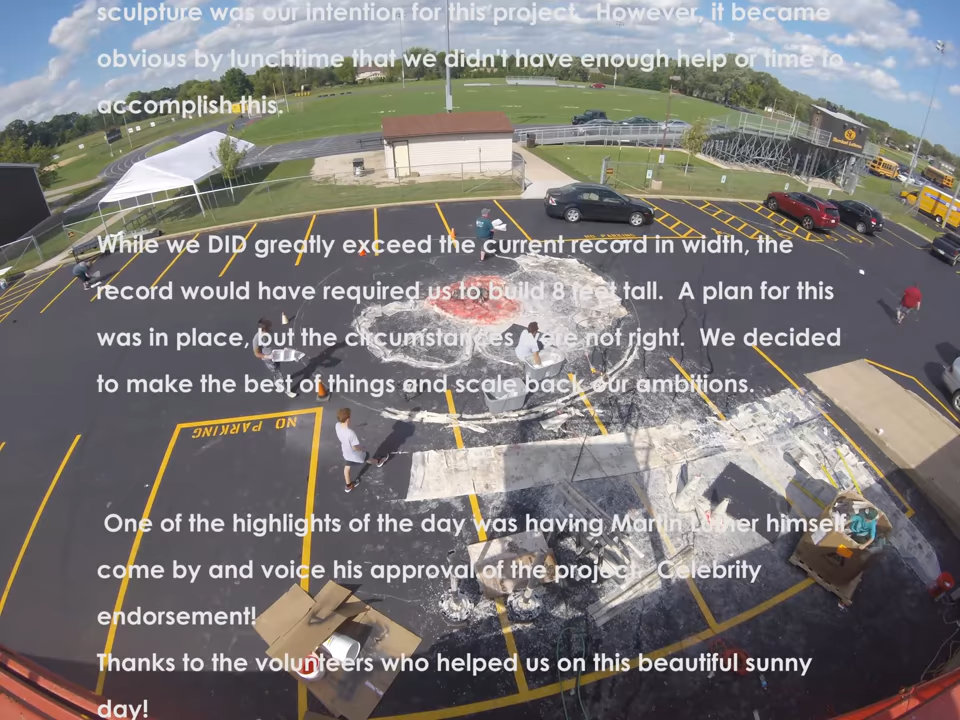 sculpture was our intention for this project. However, it became
obvious by lunchtime that we didn't have enough help or time to
accomplish this.
While we DID greatly exceed the current record in width, the
record would have required us to build 8 feet tall. A plan for this
was in place, but the circumstances were not right. We decided
to make the best of things and scale back our ambitions.
NO PARKING
One of the highlights of the day was having Martin Luther himself
come by and voice his approval of the project. Celebrity
endorsement!
Thanks to the volunteers who helped us on this beautiful sunny
day!